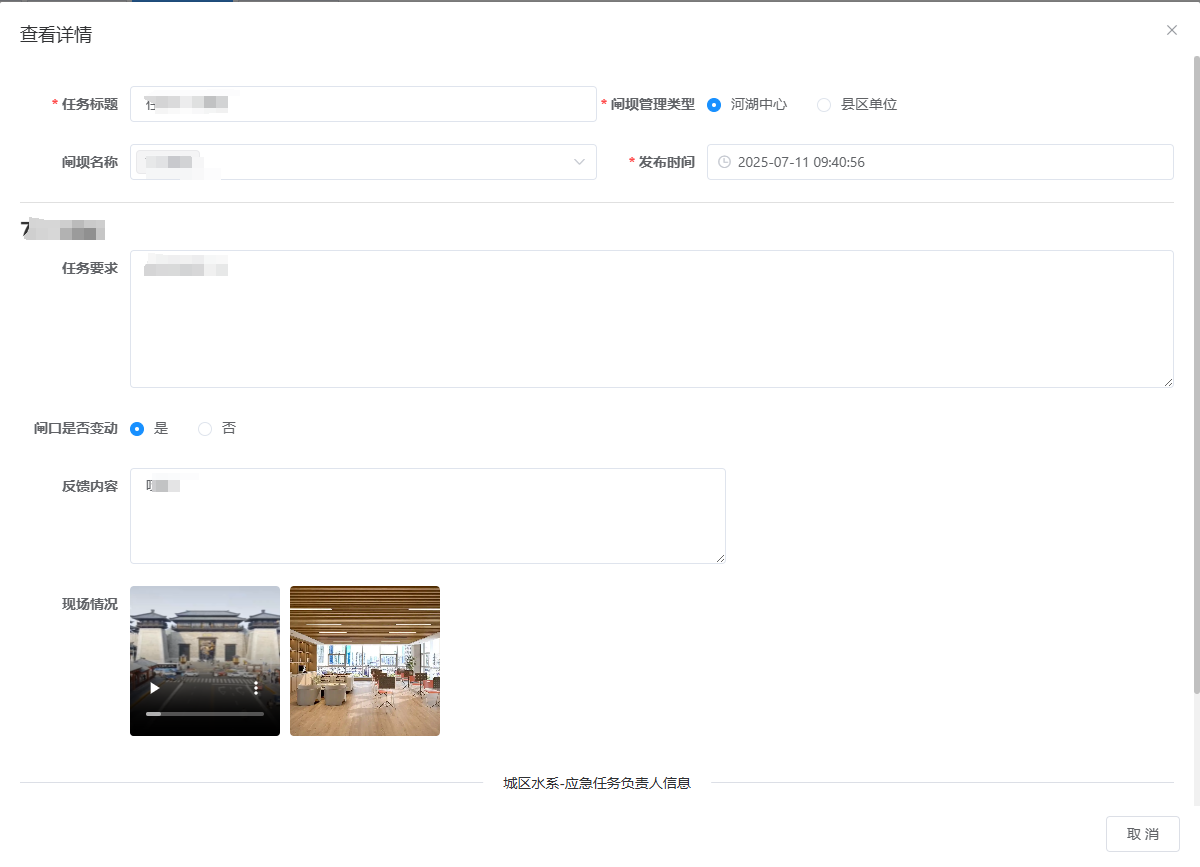 查看详情
* 任务标题
* 闸坝管理类型 河湖中心 县区单位
闸坝名称
* 发布时间 2025-07-11 09:40:56
任务要求
闸口是否变动 是 否
反馈内容
现场情况
城区水系-应急任务负责人信息
取 消